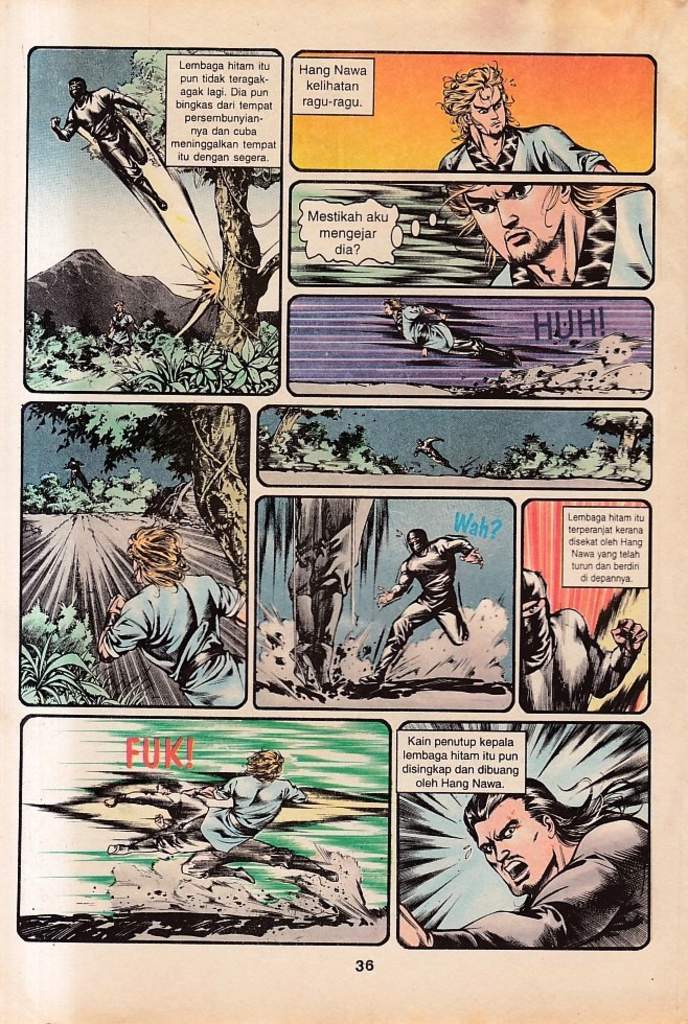 Lembaga hitam itu
pun tidak teragak-
agak lagi. Dia pun
bingkas dari tempat
persembunyian-
nya dan cuba
meninggalkan tempat
itu dengan segera.
Hang Nawa
kelihatan
ragu-ragu.
Mestikah aku
mengejar
dia?
HUH!
Wah?
Lembaga hitam itu
terperanjat kerana
disekat oleh Hang
Nawa yang telah
turun dan berdiri
di depannya.
FUK!
Kain penutup kepala
lembaga hitam itu pun
disingkap dan dibuang
oleh Hang Nawa.
36